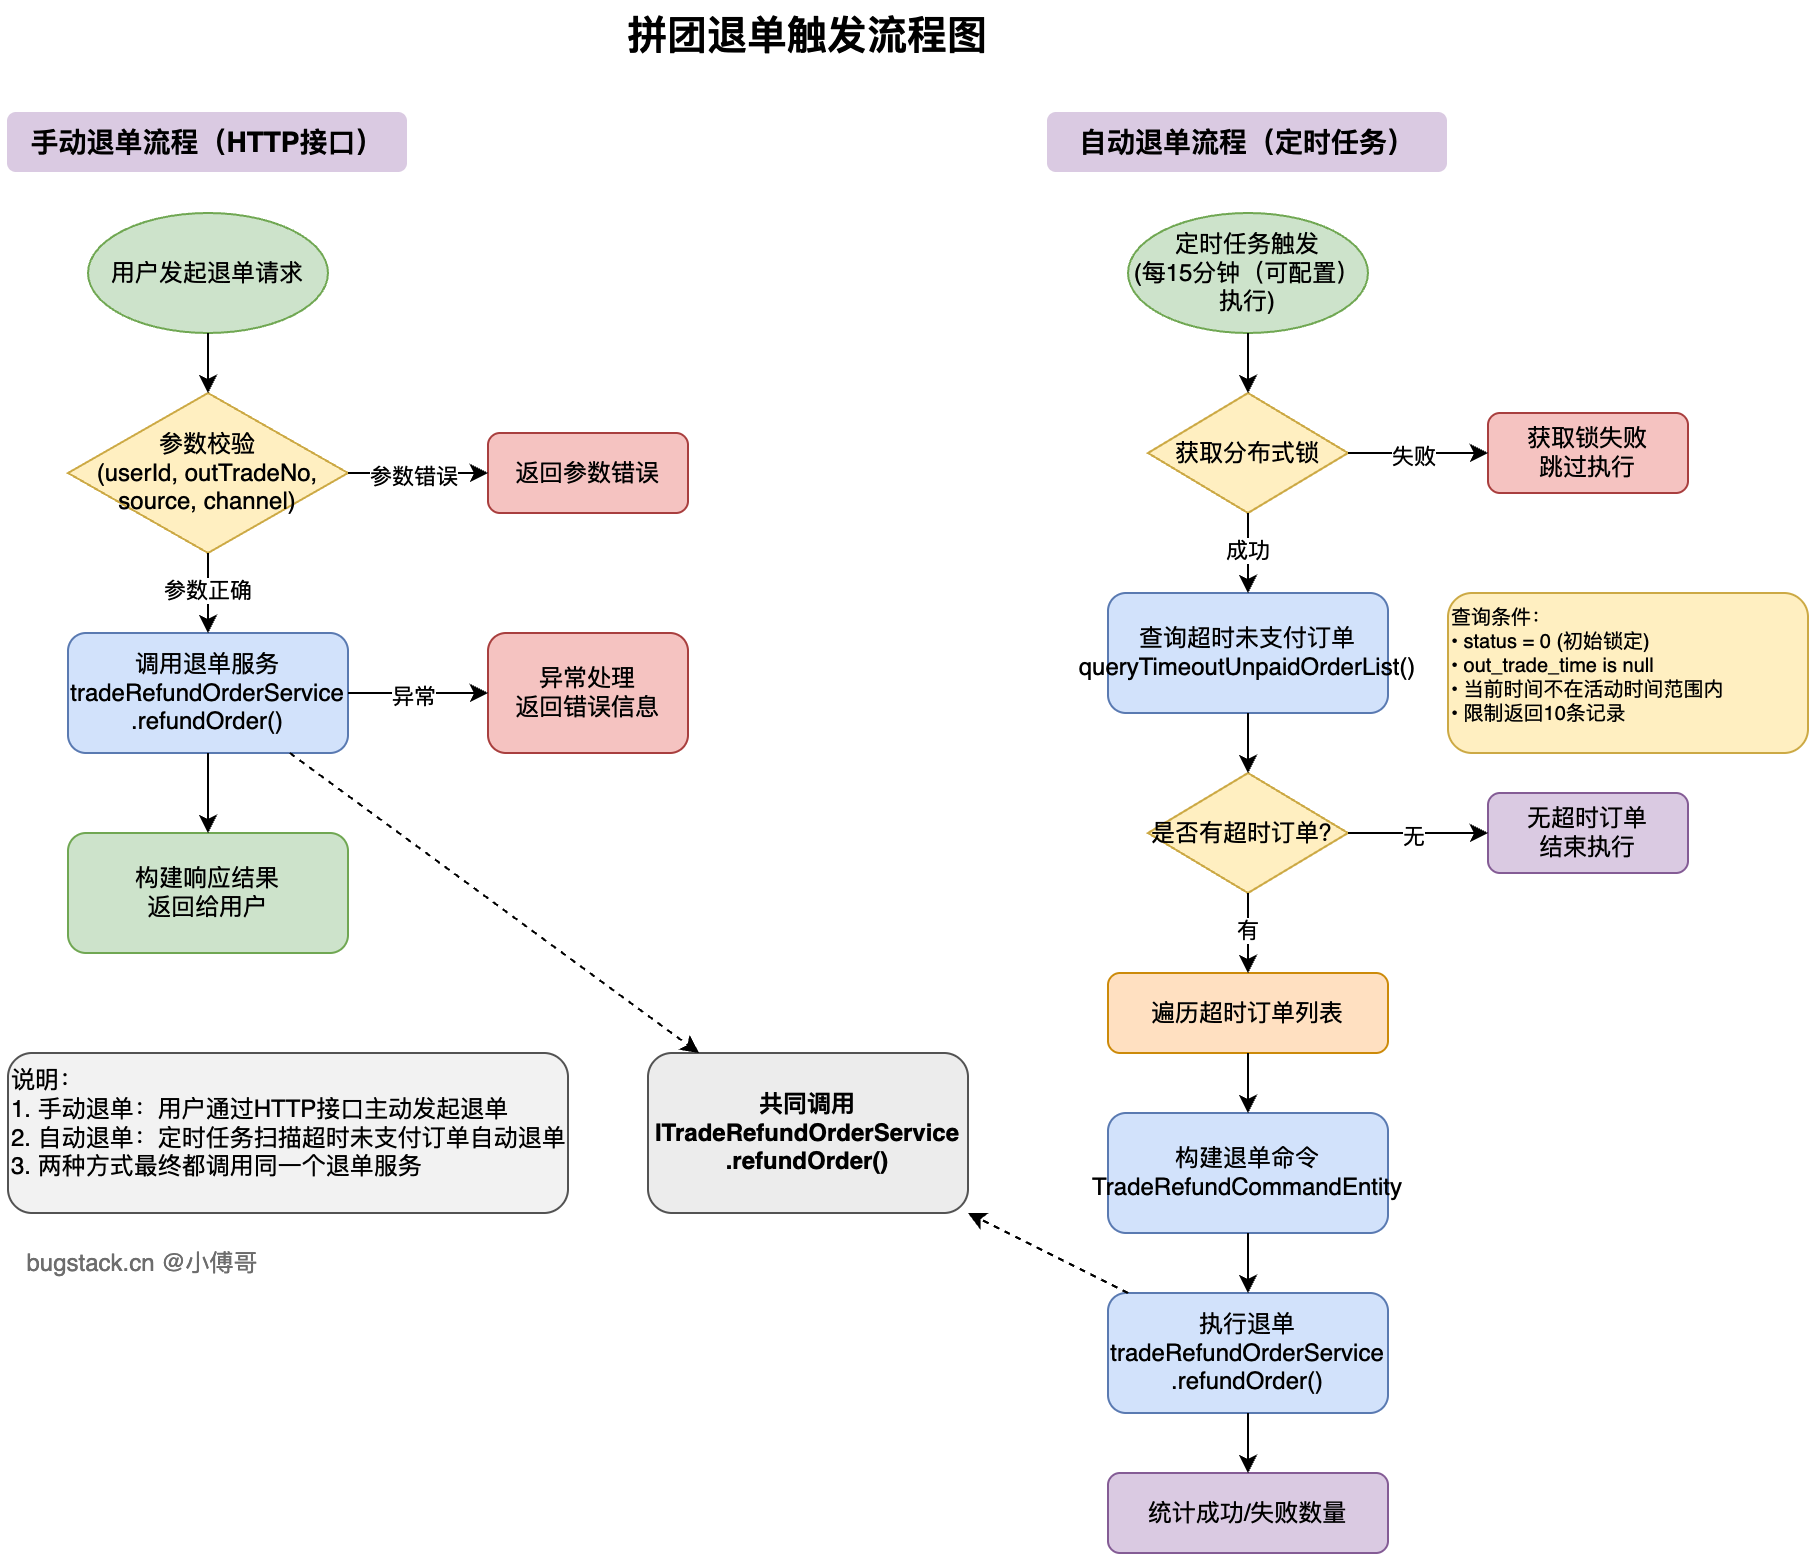 拼团退单触发流程图
手动退单流程（HTTP接口）
用户发起退单请求
参数校验
(userId, outTradeNo,
source, channel)
参数错误
返回参数错误
参数正确
调用退单服务
tradeRefundOrderService
.refundOrder()
异常
异常处理
返回错误信息
构建响应结果
返回给用户
说明：
1. 手动退单：用户通过HTTP接口主动发起退单
2. 自动退单：定时任务扫描超时未支付订单自动退单
3. 两种方式最终都调用同一个退单服务
bugstack.cn @小傅哥
共同调用
ITradeRefundOrderService
.refundOrder()
自动退单流程（定时任务）
定时任务触发
(每15分钟（可配置）
执行)
获取分布式锁
失败
获取锁失败
跳过执行
成功
查询超时未支付订单
queryTimeoutUnpaidOrderList()
查询条件：
• status = 0 (初始锁定)
• out_trade_time is null
• 当前时间不在活动时间范围内
• 限制返回10条记录
是否有超时订单?
无
无超时订单
结束执行
有
遍历超时订单列表
构建退单命令
TradeRefundCommandEntity
执行退单
tradeRefundOrderService
.refundOrder()
统计成功/失败数量